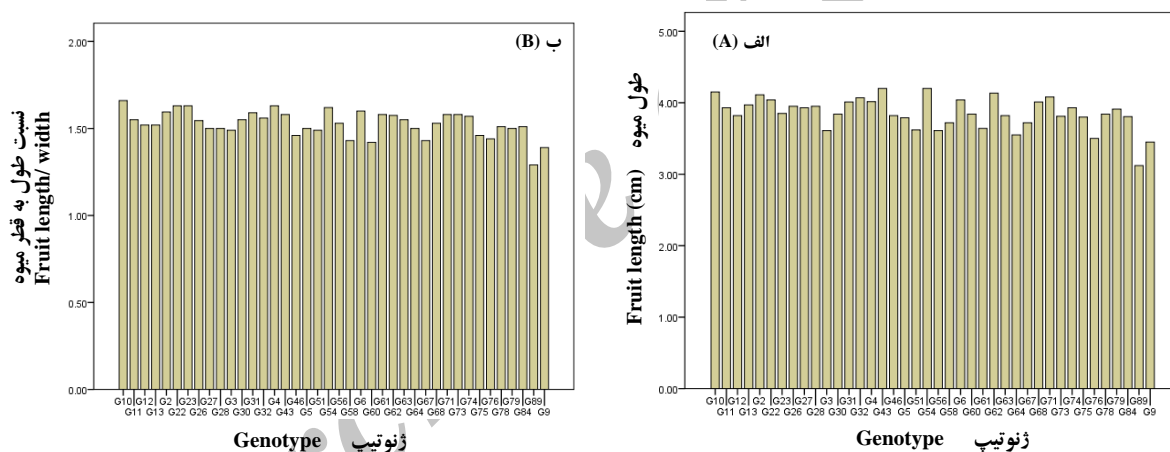 ب (B)
نسبت طول به قطر میوه
Fruit length/ width
2.00
1.50
1.00
0.50
0.00
G10 G12 G2 G23 G27 G3 G31 G4 G46 G51 G56 G6 G61 G63 G67 G71 G74 G76 G79 G89
G11 G13 G22 G26 G28 G30 G32 G43 G5 G54 G58 G60 G62 G64 G68 G73 G75 G78 G84 G9
Genotype ژنوتیپ
الف (A)
طول میوه
Fruit length (cm)
5.00
4.00
3.00
2.00
1.00
0.00
G10 G12 G2 G23 G27 G3 G31 G4 G46 G51 G56 G6 G61 G63 G67 G71 G74 G76 G79 G89
G11 G13 G22 G26 G28 G30 G32 G43 G5 G54 G58 G60 G62 G64 G68 G73 G75 G78 G84 G9
Genotype ژنوتیپ